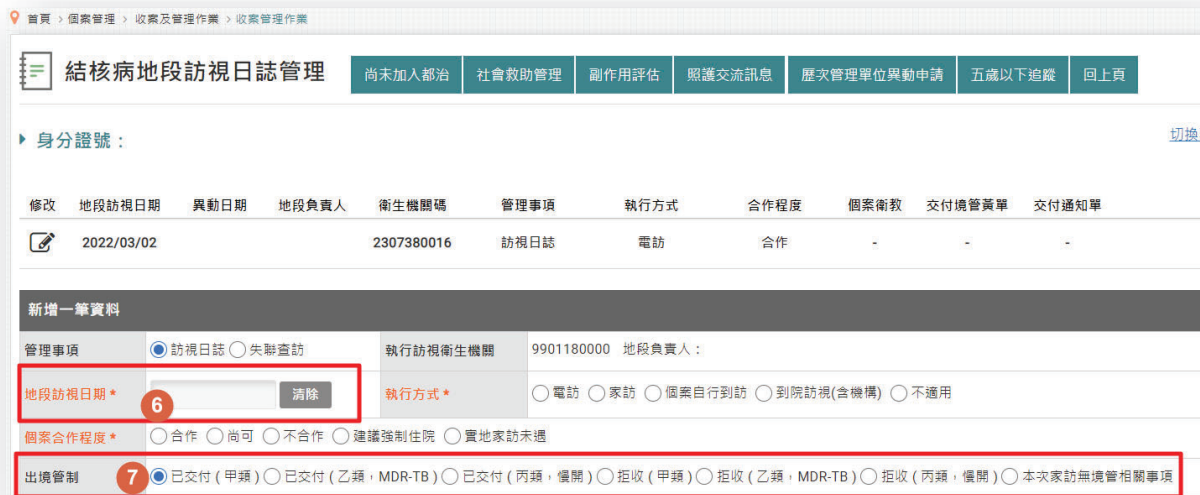 首頁 › 個案管理 › 收案及管理作業 › 收案管理作業
結核病地段訪視日誌管理 尚未加入都治 社會救助管理 副作用評估 照護交流訊息 歷次管理單位異動申請 五歲以下追蹤 回上頁
身分證號： 切換
修改 地段訪視日期 異動日期 地段負責人 衛生機關碼 管理事項 執行方式 合作程度 個案衛教 交付境管黃單 交付通知單
2022/03/02 2307380016 訪視日誌 電訪 合作 - - -
新增一筆資料
管理事項 訪視日誌 失聯查訪 執行訪視衛生機關 9901180000 地段負責人：
地段訪視日期 * 6 清除 執行方式 * 電訪 家訪 個案自行到訪 到院訪視(含機構) 不適用
個案合作程度 * 合作 尚可 不合作 建議強制住院 實地家訪未遇
出境管制 7 已交付 ( 甲類 ) 已交付 ( 乙類，MDR-TB) 已交付 ( 丙類，慢開 ) 拒收 ( 甲類 ) 拒收 ( 乙類，MDR-TB) 拒收 ( 丙類，慢開 ) 本次家訪無境管相關事項